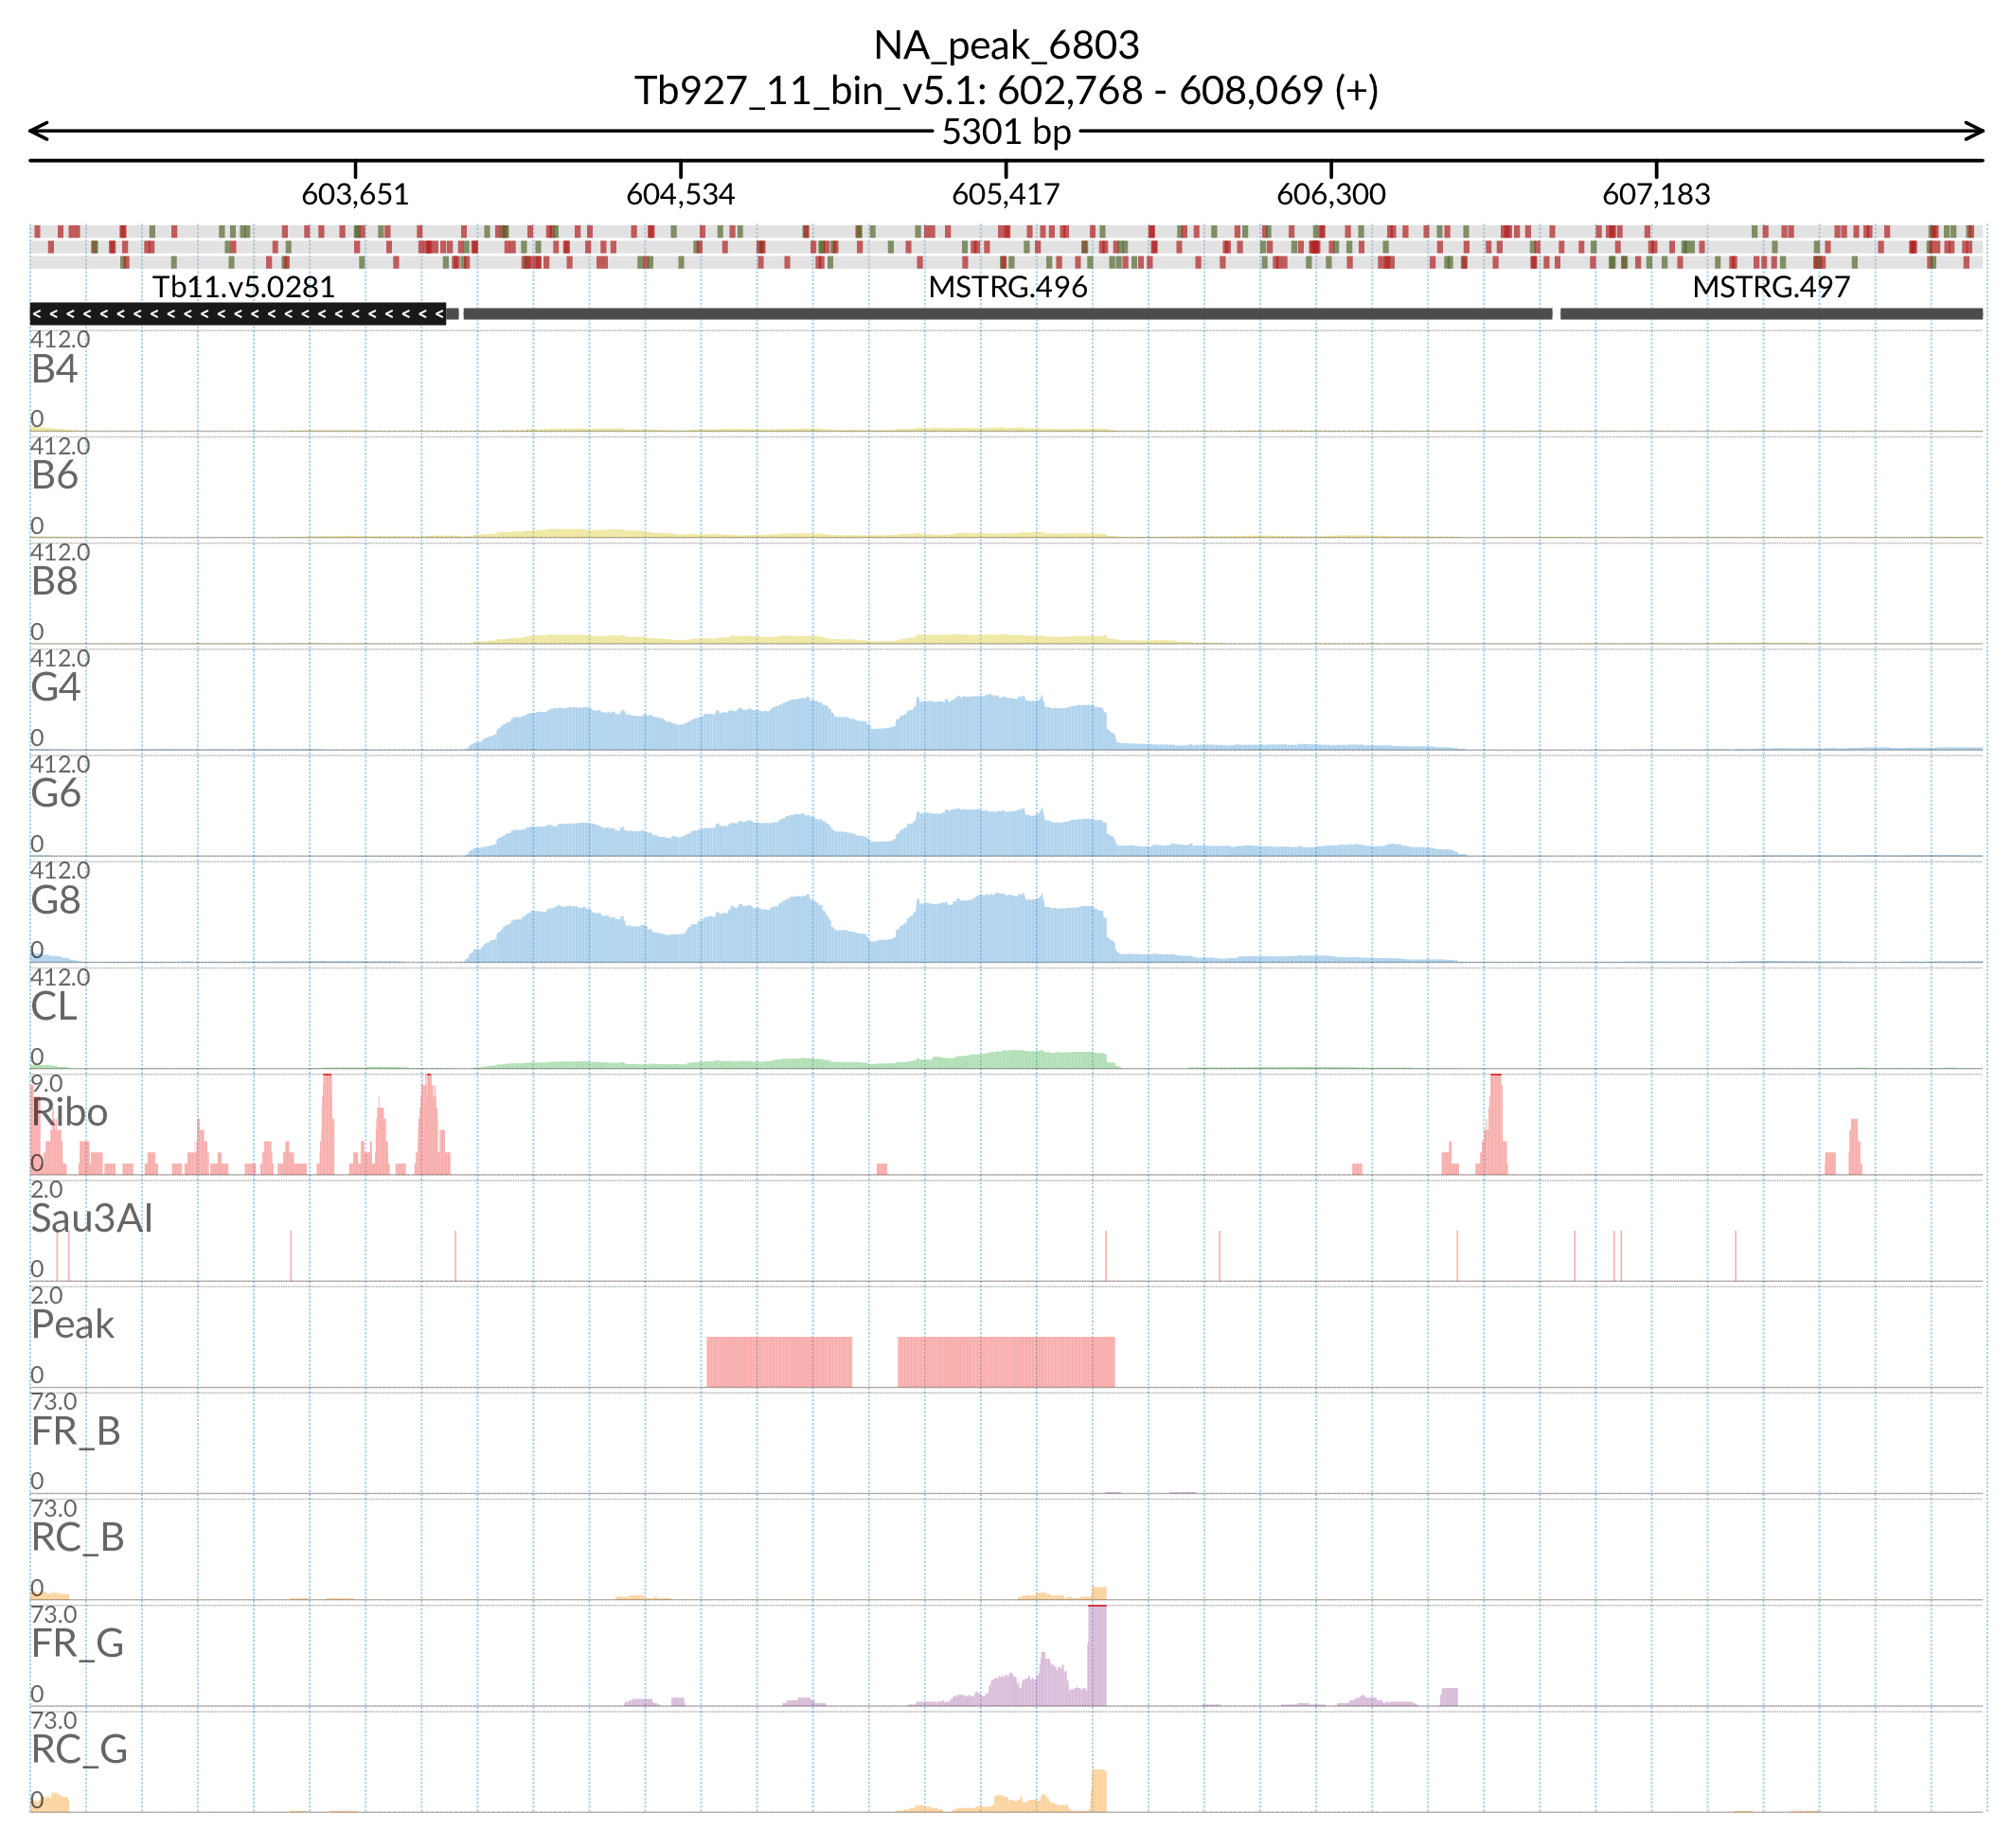 NA_peak_6803
Tb927_11_bin_v5.1: 602,768 - 608,069 (+)
5301 bp
603,651 604,534 605,417 606,300 607,183
Tb11.v5.0281 MSTRG.496 MSTRG.497
< < < < < < < < < < < < < < < < < < < < < < < < <
412.0
B4
0
412.0
B6
0
412.0
B8
0
412.0
G4
0
412.0
G6
0
412.0
G8
0
412.0
CL
0
9.0
Ribo
0
2.0
Sau3AI
0
2.0
Peak
0
73.0
FR_B
0
73.0
RC_B
0
73.0
FR_G
0
73.0
RC_G
0